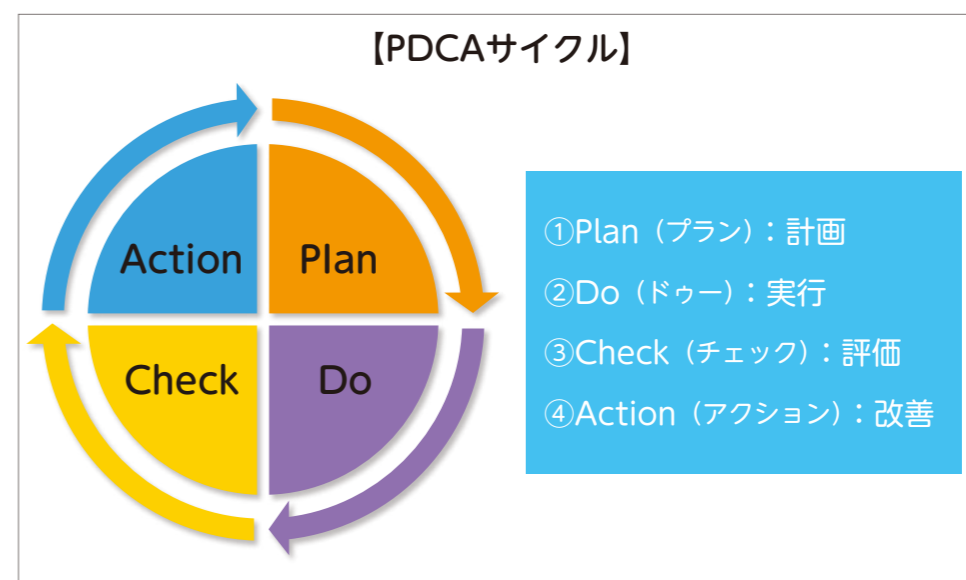 【PDCAサイクル】
Action
Plan
Check
Do
①Plan（プラン）：計画
②Do（ドゥー）：実行
③Check（チェック）：評価
④Action（アクション）：改善